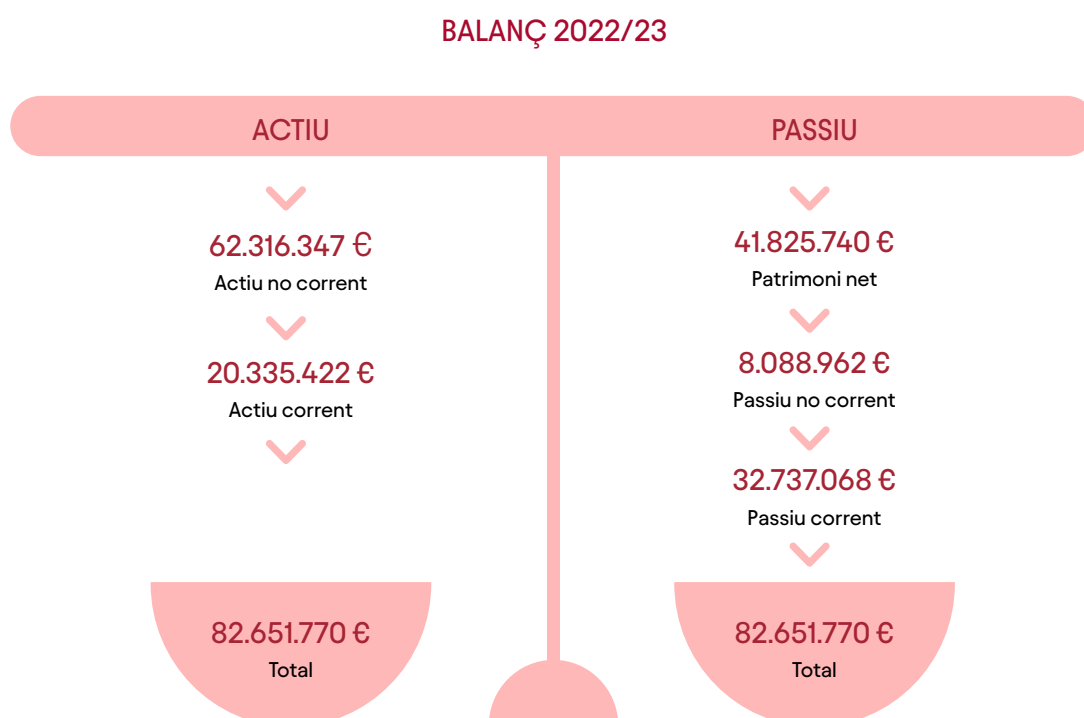 BALANÇ 2022/23
ACTIU
62.316.347 €
Actiu no corrent
20.335.422 €
Actiu corrent
82.651.770 €
Total
PASSIU
41.825.740 €
Patrimoni net
8.088.962 €
Passiu no corrent
32.737.068 €
Passiu corrent
82.651.770 €
Total